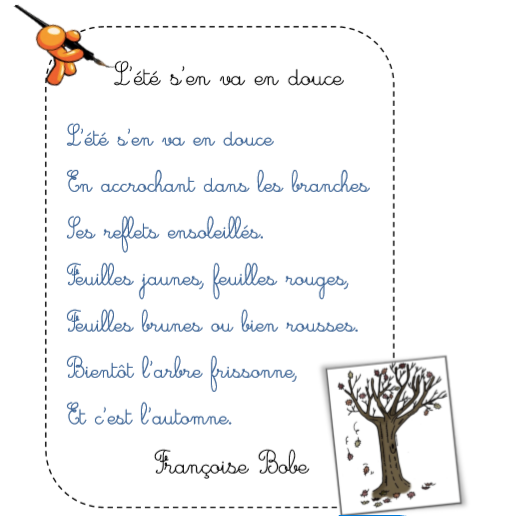 L'été s'en va en douce
L'été s'en va en douce
En accrochant dans les branches
Ses reflets ensoleillés.
Feuilles jaunes, feuilles rouges,
Feuilles brunes ou bien rousses.
Bientôt l'arbre frissonne,
Et c'est l'automne.
Françoise Bobe